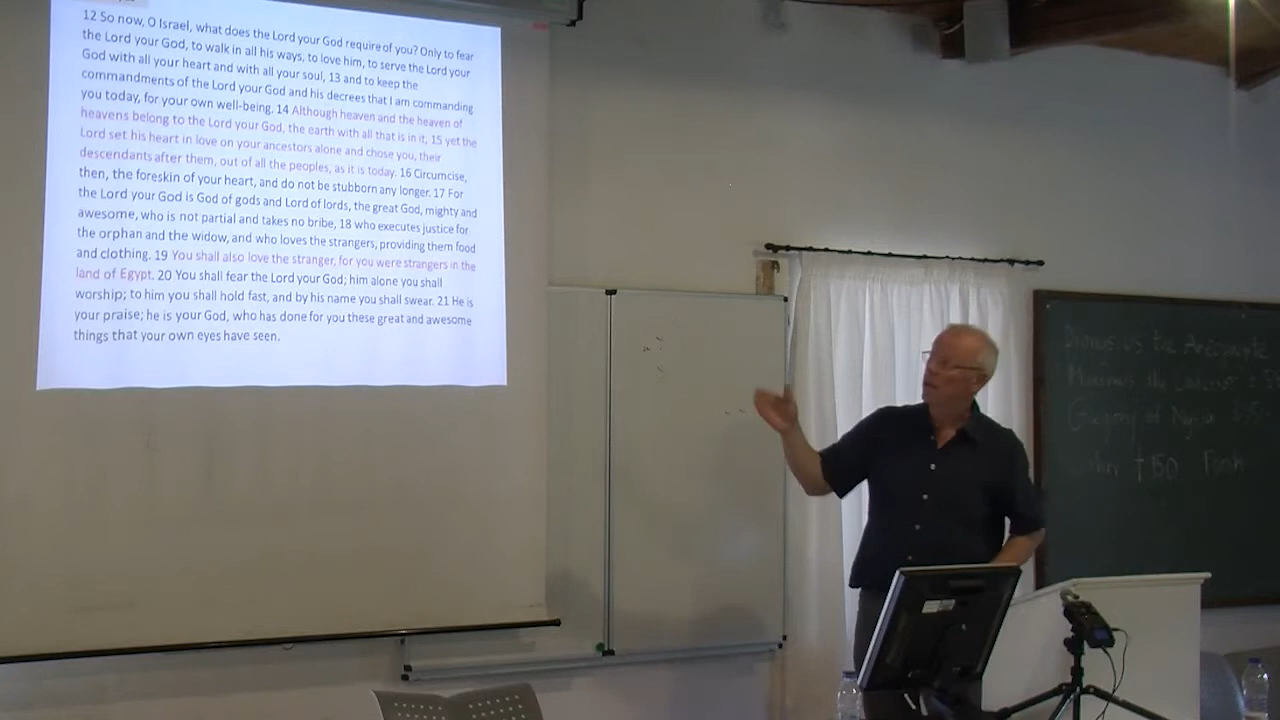 12 So now, O Israel, what does the Lord your God require of you? Only to fear
the Lord your God, to walk in all his ways, to love him, to serve the Lord your
God with all your heart and with all your soul, 13 and to keep the
commandments of the Lord your God and his decrees that I am commanding
you today, for your own well-being. 14 Although heaven and the heaven of
heavens belong to the Lord your God, the earth with all that is in it, 15 yet the
Lord set his heart in love on your ancestors alone and chose you, their
descendants after them, out of all the peoples, as it is today. 16 Circumcise,
then, the foreskin of your heart, and do not be stubborn any longer. 17 For
the Lord your God is God of gods and Lord of lords, the great God, mighty and
awesome, who is not partial and takes no bribe, 18 who executes justice for
the orphan and the widow, and who loves the strangers, providing them food
and clothing. 19 You shall also love the stranger, for you were strangers in the
land of Egypt. 20 You shall fear the Lord your God; him alone you shall
worship; to him you shall hold fast, and by his name you shall swear. 21 He is
your praise; he is your God, who has done for you these great and awesome
things that your own eyes have seen.
Dionysius the Areopagite
Maximus the
Gregory of Nyssa
John †150